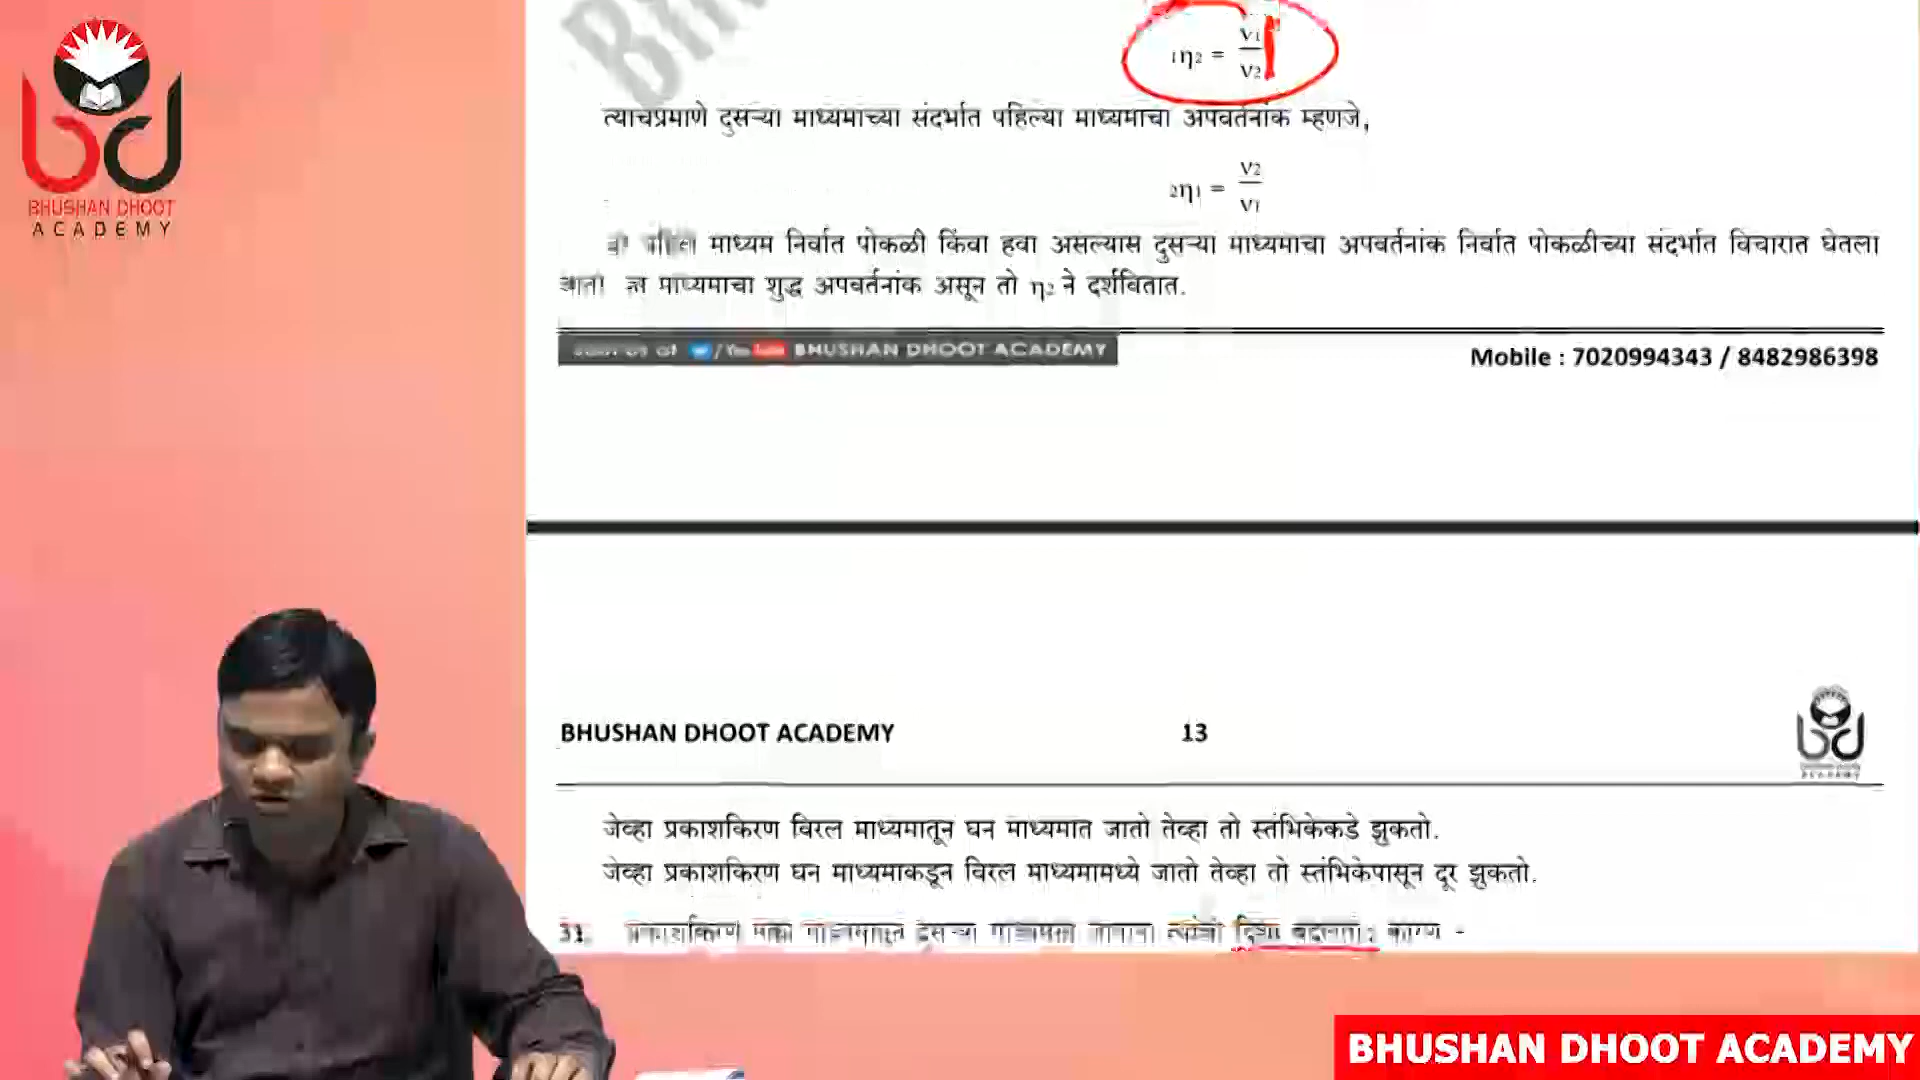 BHUSHAN DHOOT
ACADEMY
1η2 = V1
V2
त्याचप्रमाणे दुसऱ्या माध्यमाच्या संदर्भात पहिल्या माध्यमाचा अपवर्तनांक म्हणजे,
2η1 = V2
V1
माध्यम निर्वात पोकळी किंवा हवा असल्यास दुसऱ्या माध्यमाचा अपवर्तनांक निर्वात पोकळीच्या संदर्भात विचारात घेतला
माध्यमाचा शुद्ध अपवर्तनांक असून तो η2 ने दर्शवितात.
BHUSHAN DHOOT ACADEMY
Mobile : 7020994343 / 8482986398
BHUSHAN DHOOT ACADEMY 13
जेव्हा प्रकाशकिरण विरल माध्यमातून घन माध्यमात जातो तेव्हा तो स्तंभिकेकडे झुकतो.
जेव्हा प्रकाशकिरण घन माध्यमाकडून विरल माध्यमामध्ये जातो तेव्हा तो स्तंभिकेपासून दूर झुकतो.
31. कारण -
BHUSHAN DHOOT ACADEMY